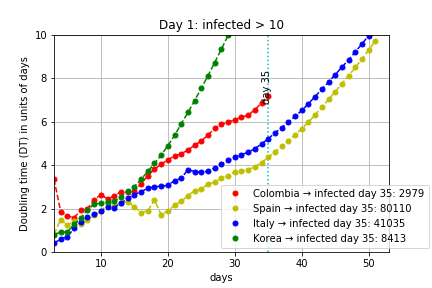 Day 1: infected > 10
Doubling time (DT) in units of days
10
8
6
4
2
0
day 35
Colombia → infected day 35: 2979
Spain → infected day 35: 80110
Italy → infected day 35: 41035
Korea → infected day 35: 8413
10 20 30 40 50
days